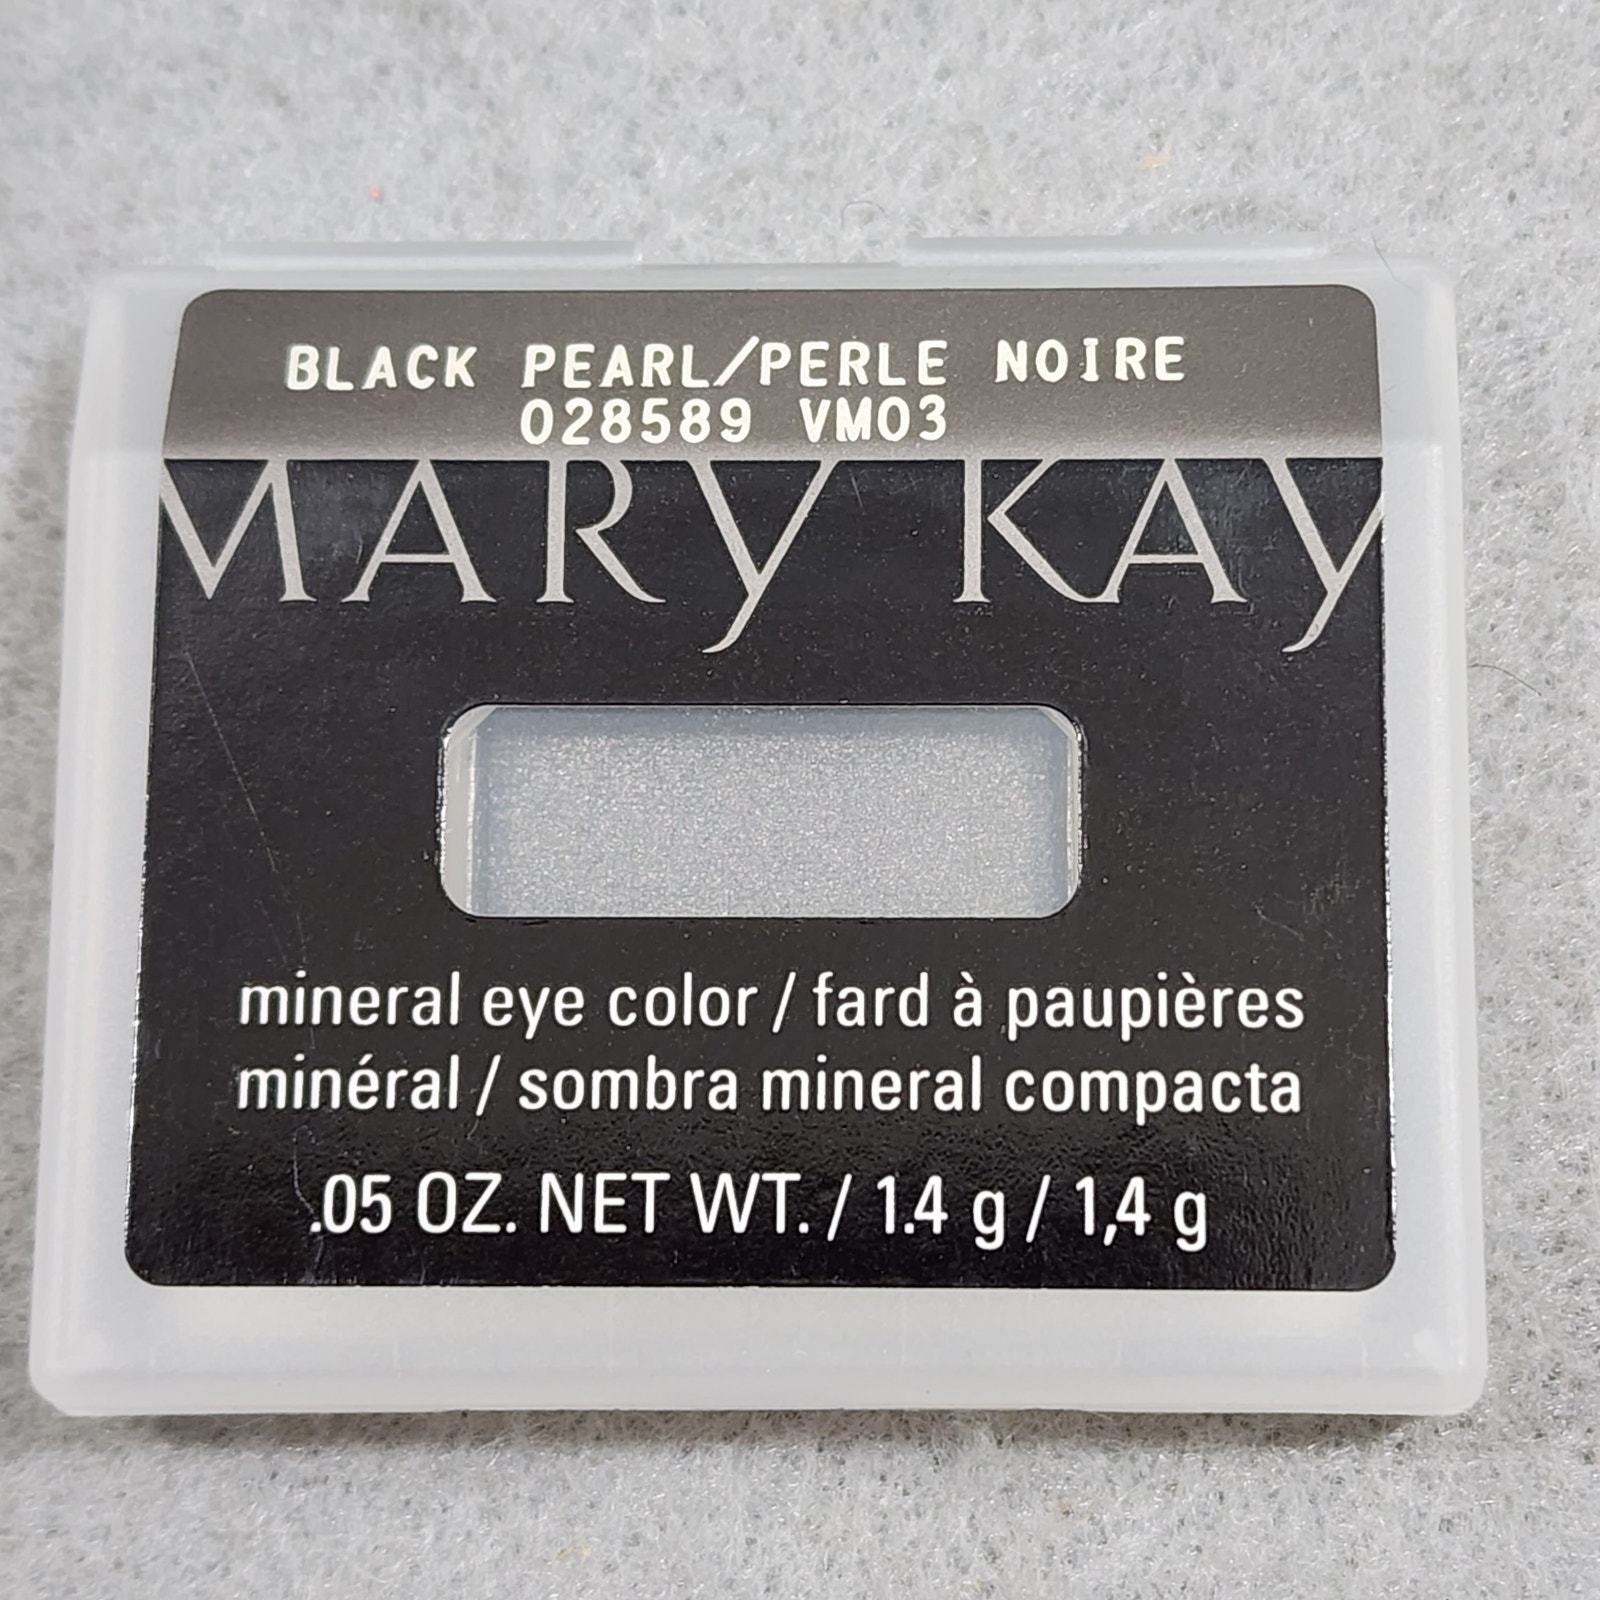 BLACK PEARL/PERLE NOIRE
028589 VM03
MARY KAY
mineral eye color / fard à paupières
minéral / sombra mineral compacta
.05 OZ. NET WT. / 1.4 g / 1,4 g